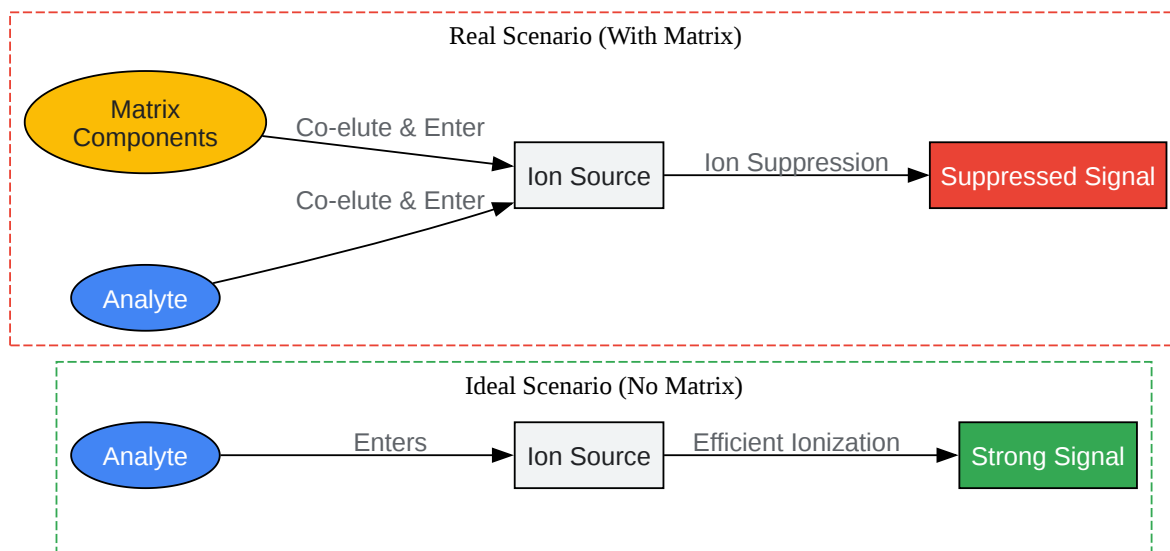 Real Scenario (With Matrix)
Matrix
Components
Co-elute & Enter
Ion Source
Ion Suppression
Suppressed Signal
Co-elute & Enter
Analyte
Ideal Scenario (No Matrix)
Analyte
Enters
Ion Source
Efficient Ionization
Strong Signal